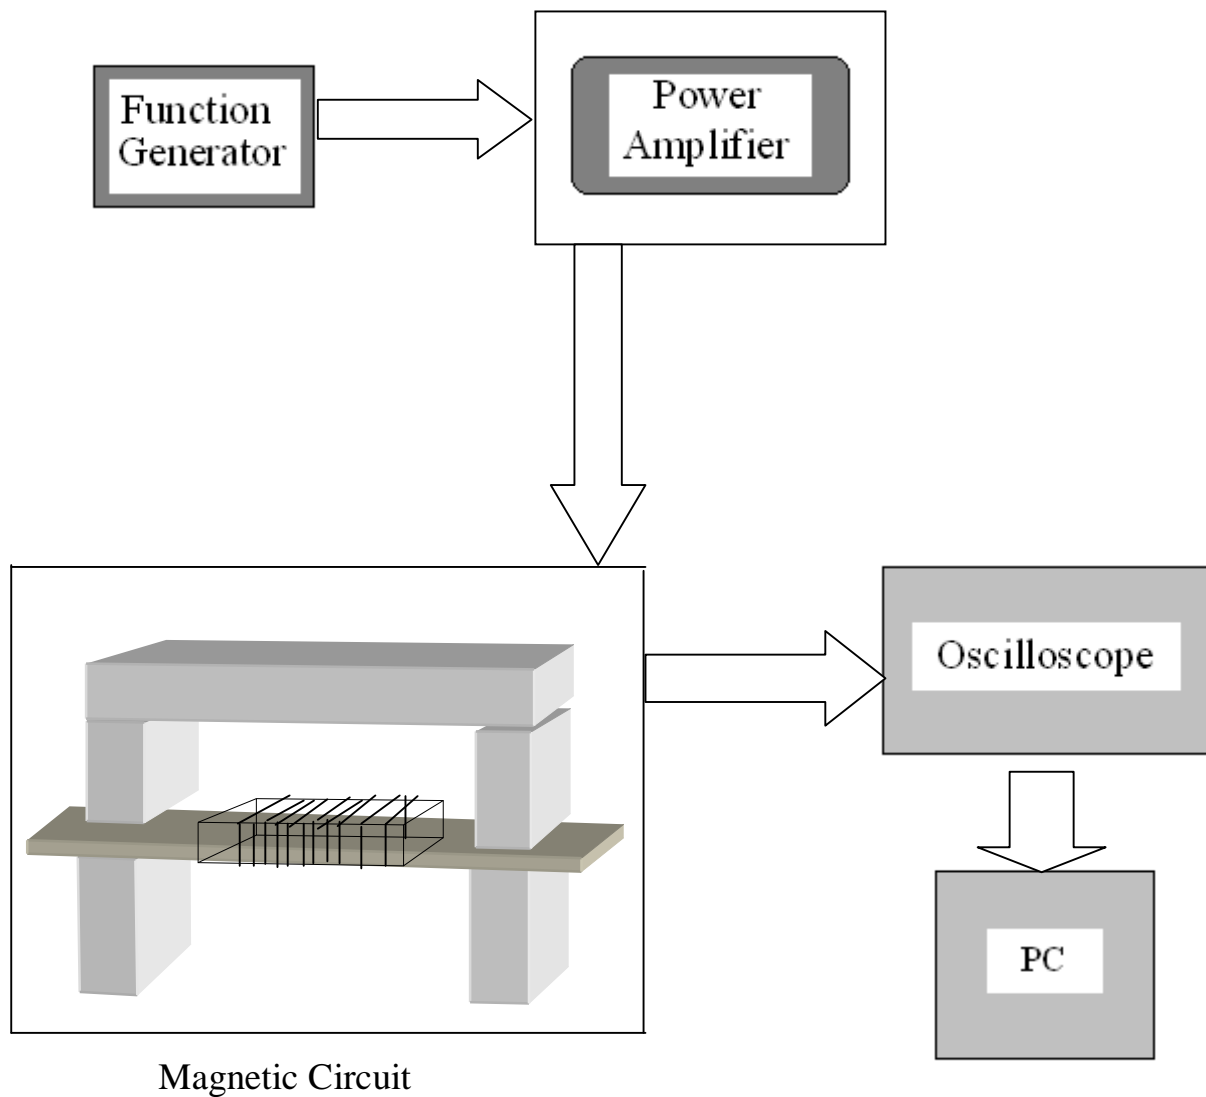 Function
Generator
Power
Amplifier
Oscilloscope
PC
Magnetic Circuit